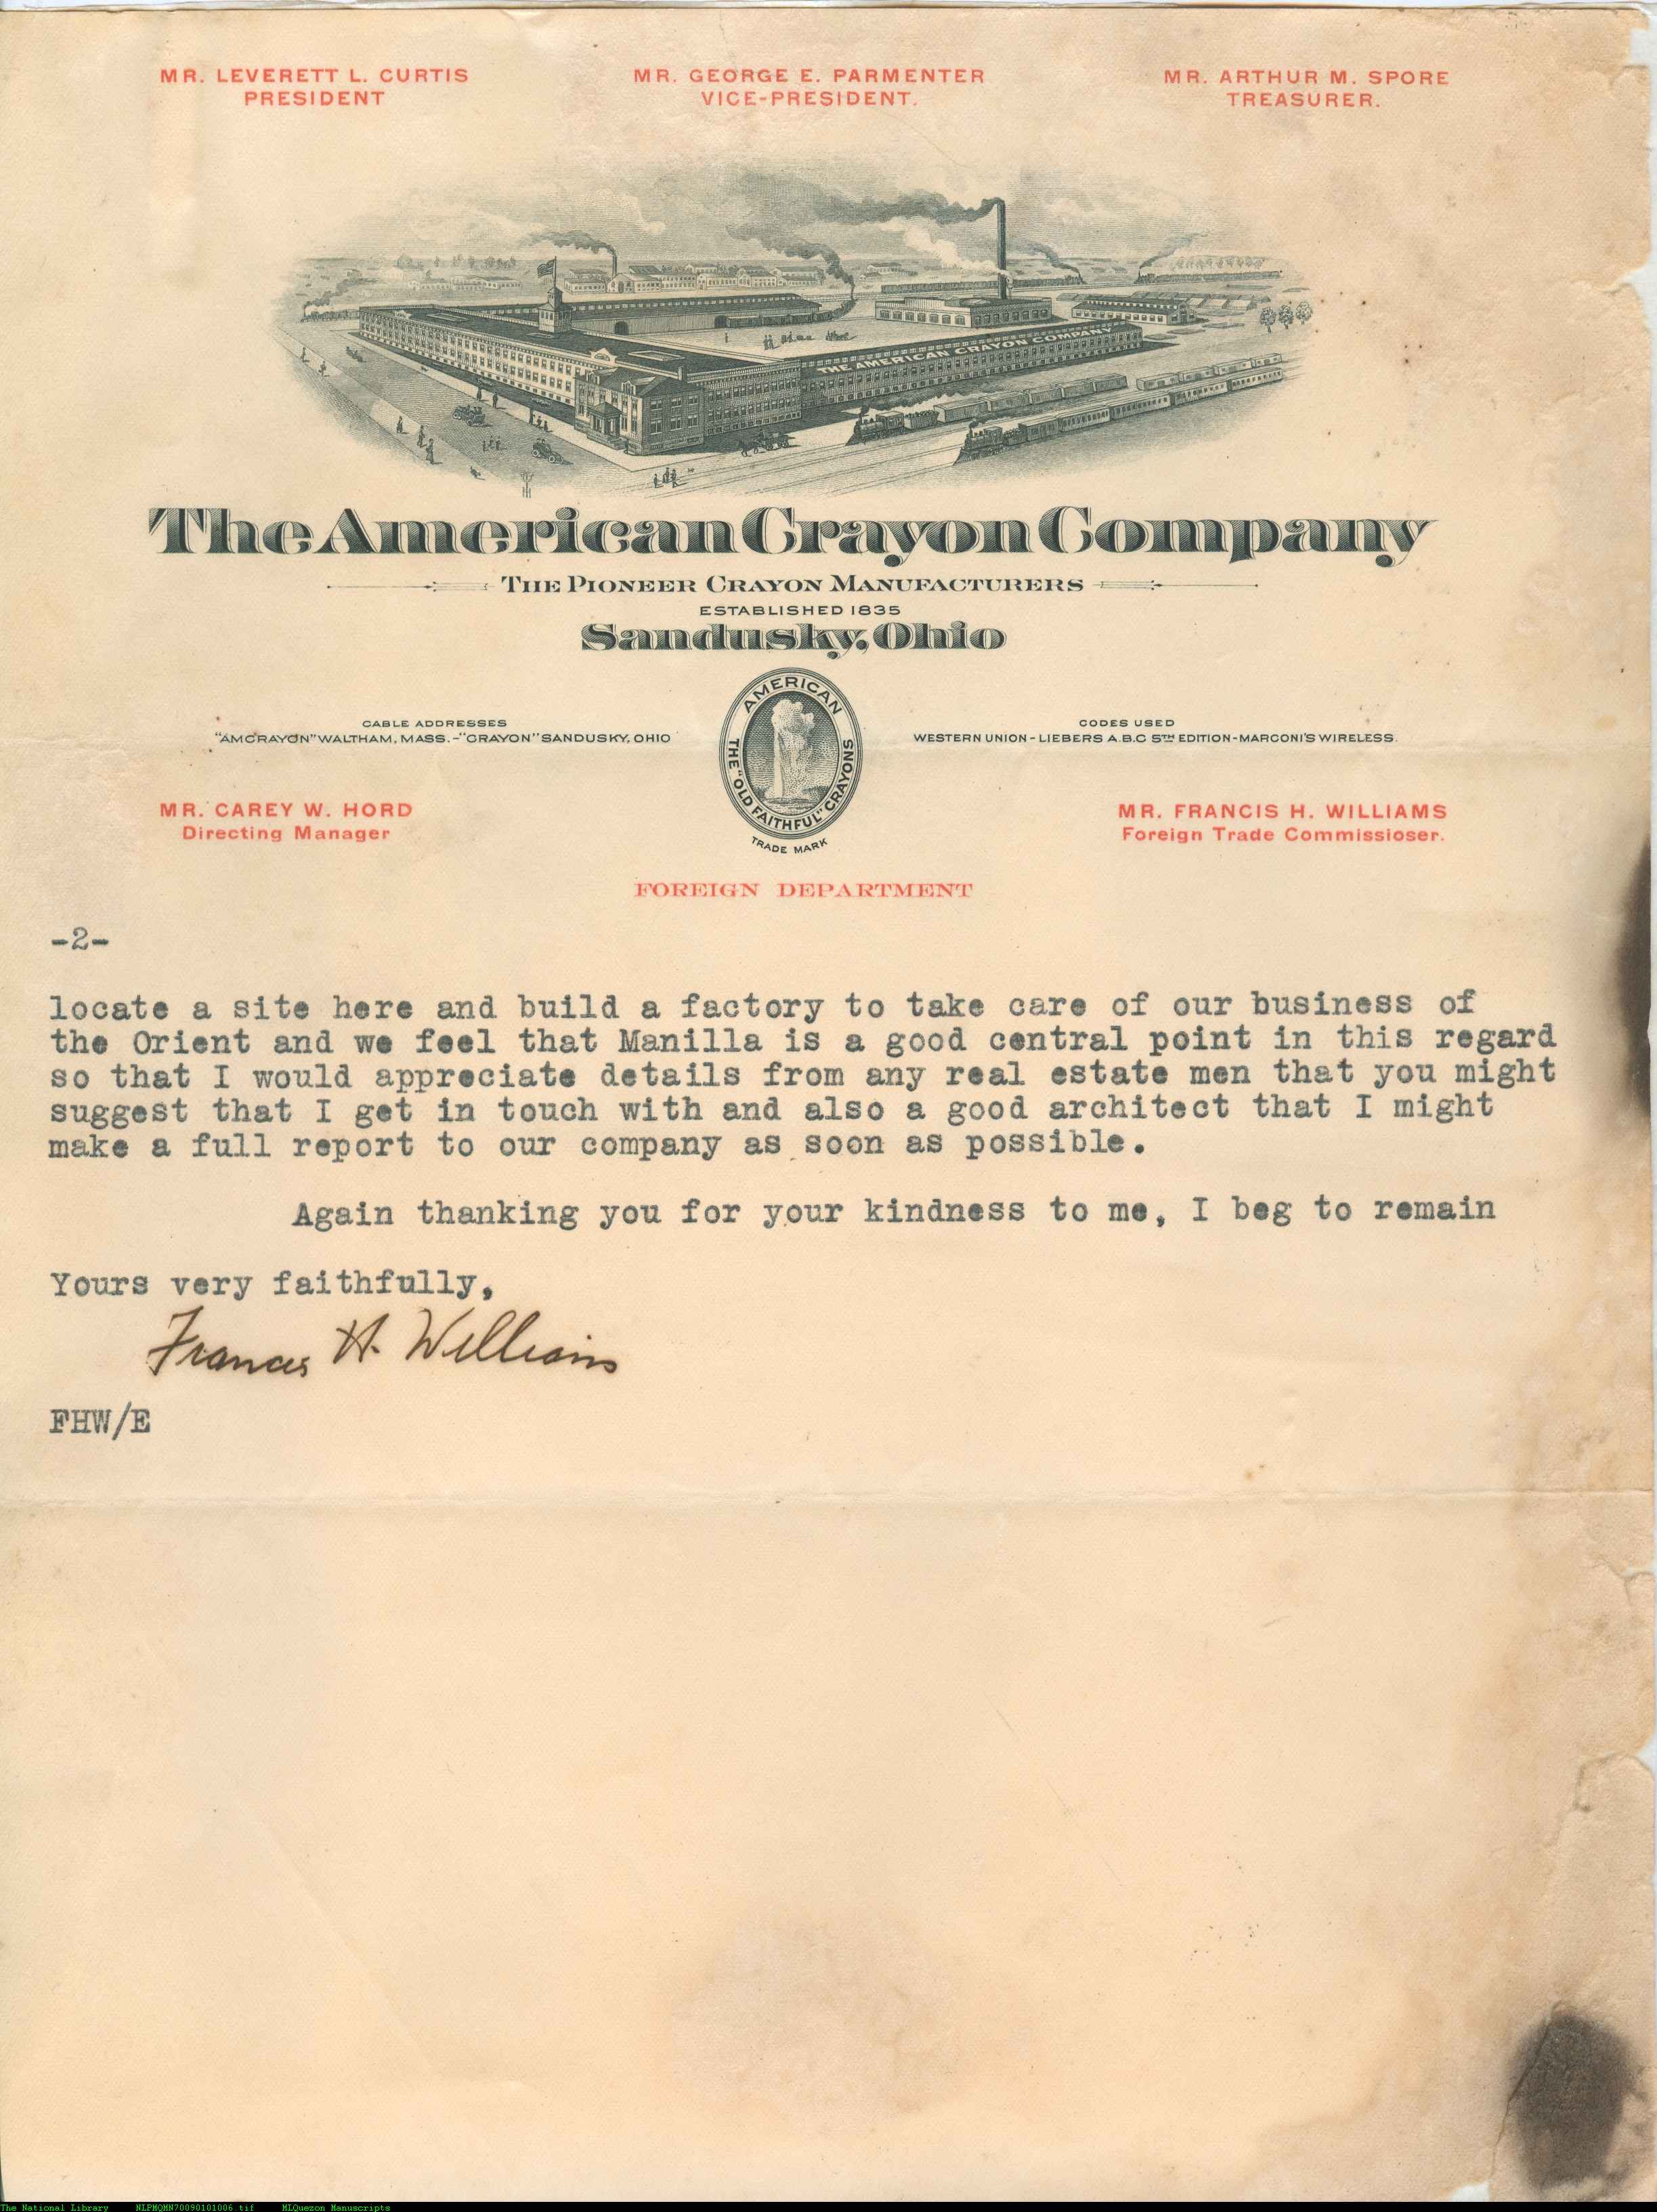 MR. LEVERETT L. CURTIS
PRESIDENT
MR. GEORGE E. PARMENTER
VICE-PRESIDENT.
MR. ARTHUR M. SPORE
TREASURER.
THE AMERICAN CRAYON COMPANY
The American Crayon Company
THE PIONEER CRAYON MANUFACTURERS
ESTABLISHED 1835
Sandusky, Ohio
CABLE ADDRESSES
"AMCRAYON" WALTHAM, MASS.-"CRAYON" SANDUSKY, OHIO
AMERICAN
THE "OLD FAITHFUL" CRAYONS
TRADE MARK
CODES USED
WESTERN UNION-LIEBERS A.B.C 5TH EDITION-MARCONI'S WIRELESS.
MR. CAREY W. HORD
Directing Manager
MR. FRANCIS H. WILLIAMS
Foreign Trade Commissioser.
FOREIGN DEPARTMENT
-2-
locate a site here and build a factory to take care of our business of
the Orient and we feel that Manilla is a good central point in this regard
so that I would appreciate details from any real estate men that you might
suggest that I get in touch with and also a good architect that I might
make a full report to our company as soon as possible.
Again thanking you for your kindness to me, I beg to remain
Yours very faithfully,
Francis H. Williams
FHW/E
The National Library NLPMQMN70090101006.tif MLQuezon Manuscripts